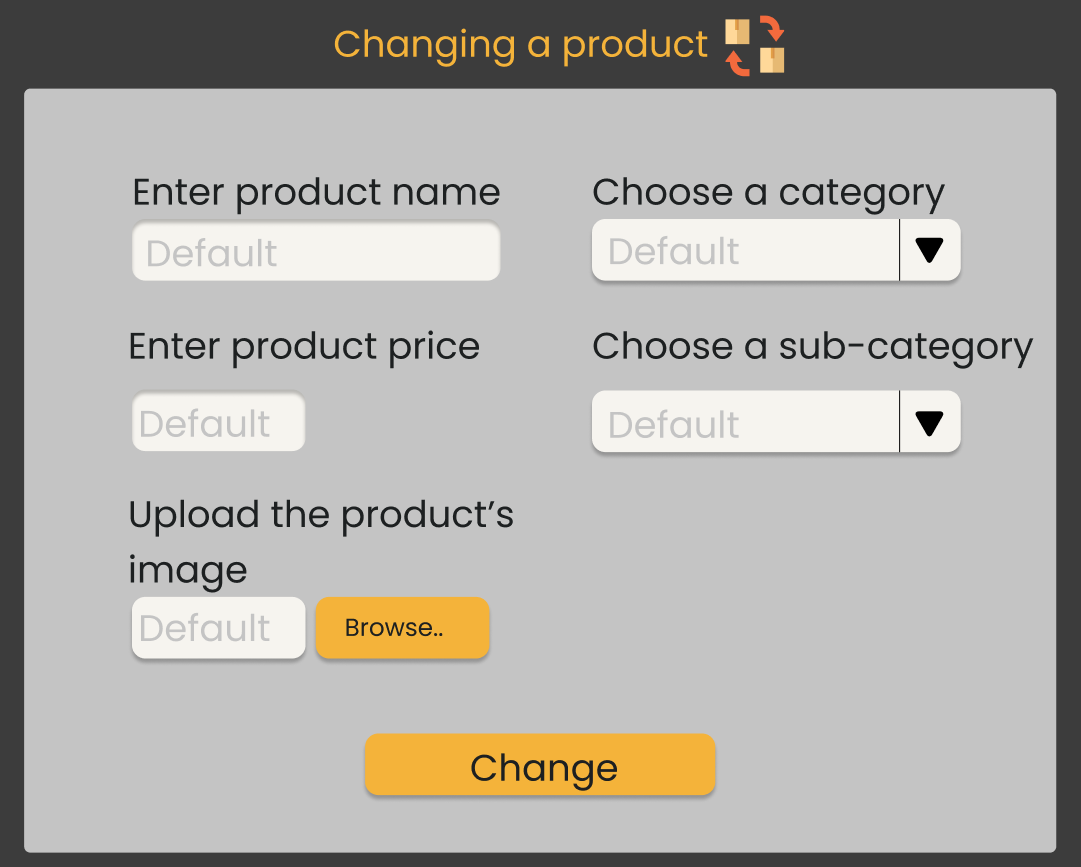 Changing a product
Enter product name
Default
Choose a category
Default
Enter product price
Default
Choose a sub-category
Default
Upload the product’s
image
Default
Browse..
Change